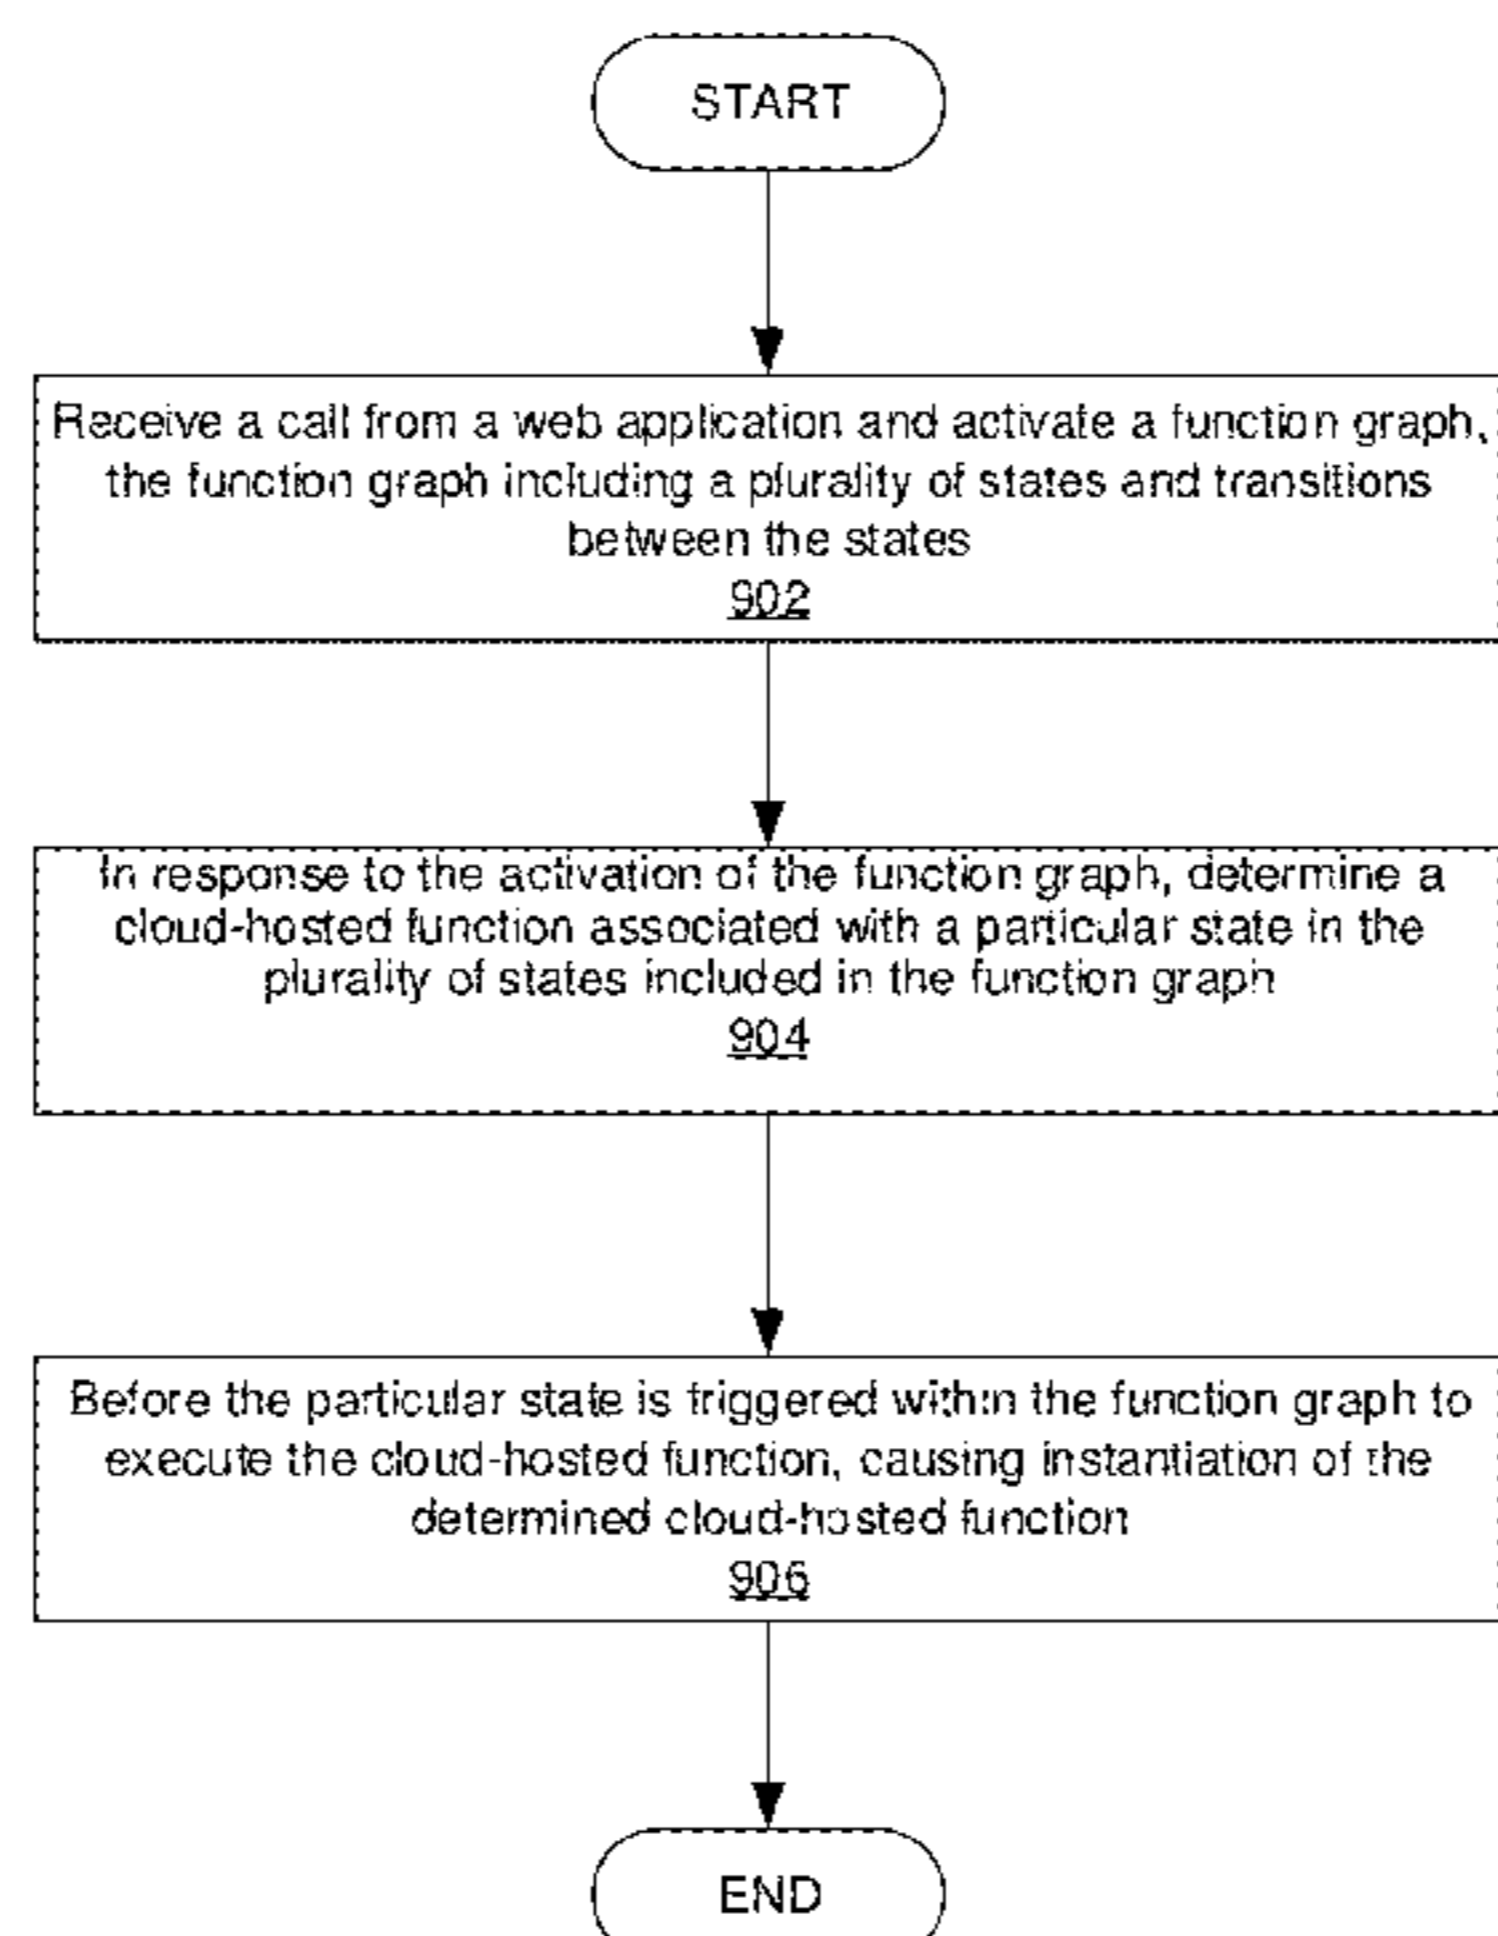 START
Receive a call from a web application and activate a function graph,
the function graph including a plurality of states and transitions
between the states
902
In response to the activation of the function graph, determine a
cloud-hosted function associated with a particular state in the
plurality of states included in the function graph
904
Before the particular state is triggered within the function graph to
execute the cloud-hosted function, causing instantiation of the
determined cloud-hosted function
906
END